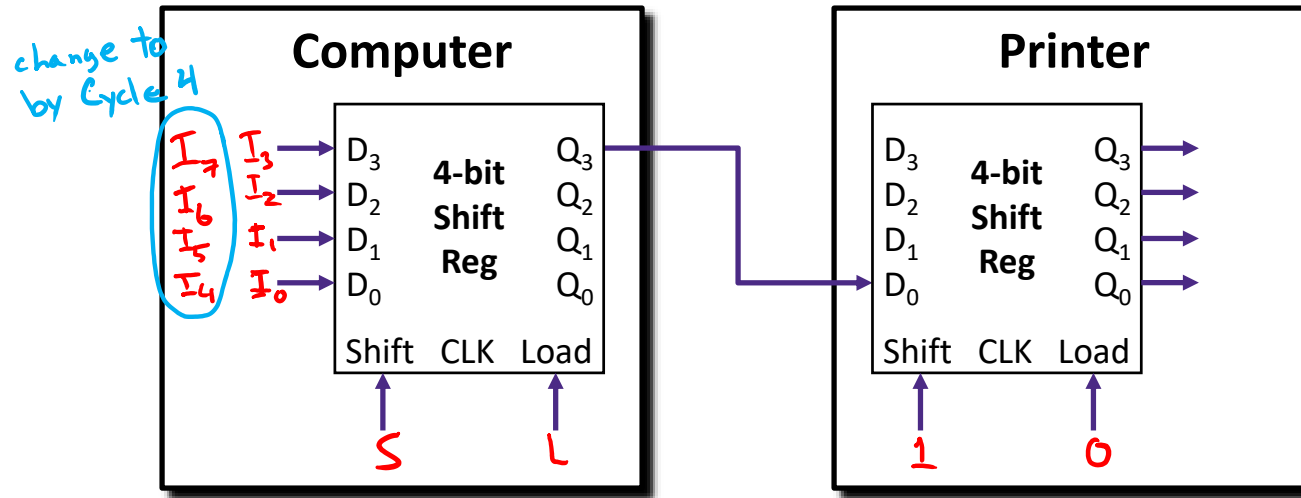 Computer
Printer
change to
by Cycle 4
I₇ I₃ D₃ Q₃
I₆ I₂ D₂ Q₂
I₅ I₁ D₁ Q₁
I₄ I₀ D₀ Q₀
4-bit
Shift
Reg
Shift CLK Load
S L
D₃ Q₃
D₂ Q₂
D₁ Q₁
D₀ Q₀
4-bit
Shift
Reg
Shift CLK Load
1 0